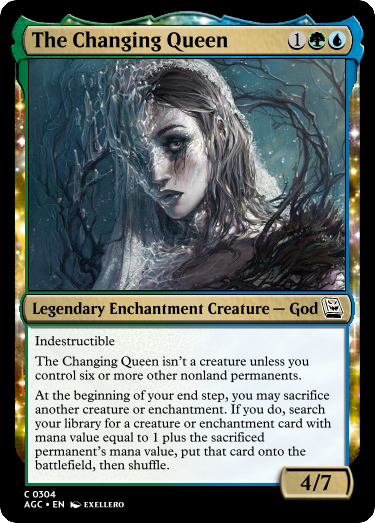 The Changing Queen 1
Legendary Enchantment Creature — God
Indestructible
The Changing Queen isn't a creature unless you
control six or more other nonland permanents.
At the beginning of your end step, you may sacrifice
another creature or enchantment. If you do, search
your library for a creature or enchantment card with
mana value equal to 1 plus the sacrificed
permanent's mana value, put that card onto the
battlefield, then shuffle.
4/7
C 0304
AGC • EN EXELLERO